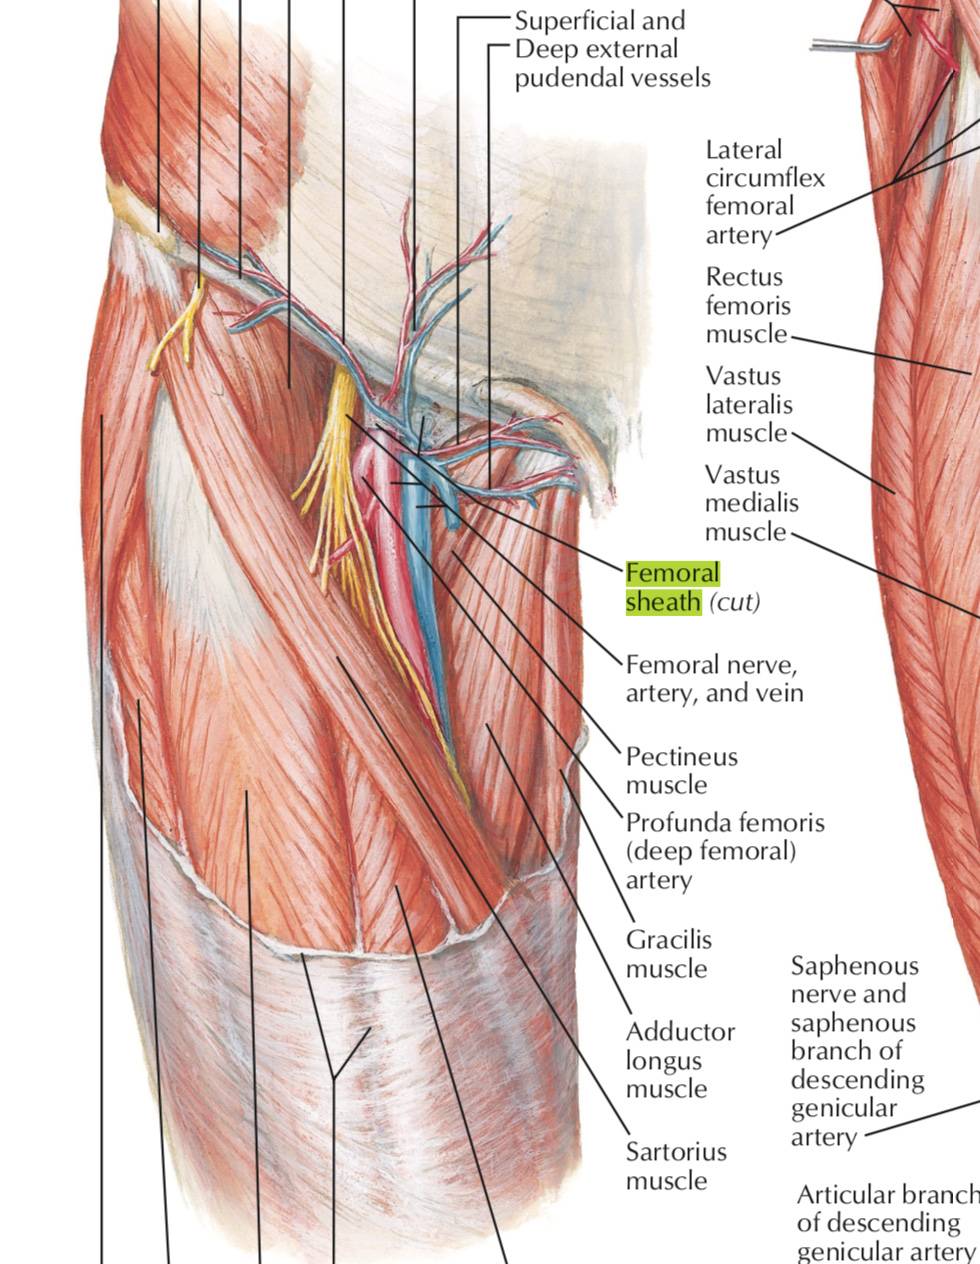 Superficial and
Deep external
pudendal vessels
Lateral
circumflex
femoral
artery
Rectus
femoris
muscle
Vastus
lateralis
muscle
Vastus
medialis
muscle
Femoral
sheath (cut)
Femoral nerve,
artery, and vein
Pectineus
muscle
Profunda femoris
(deep femoral)
artery
Gracilis
muscle
Adductor
longus
muscle
Sartorius
muscle
Saphenous
nerve and
saphenous
branch of
descending
genicular
artery
Articular branch
of descending
genicular artery